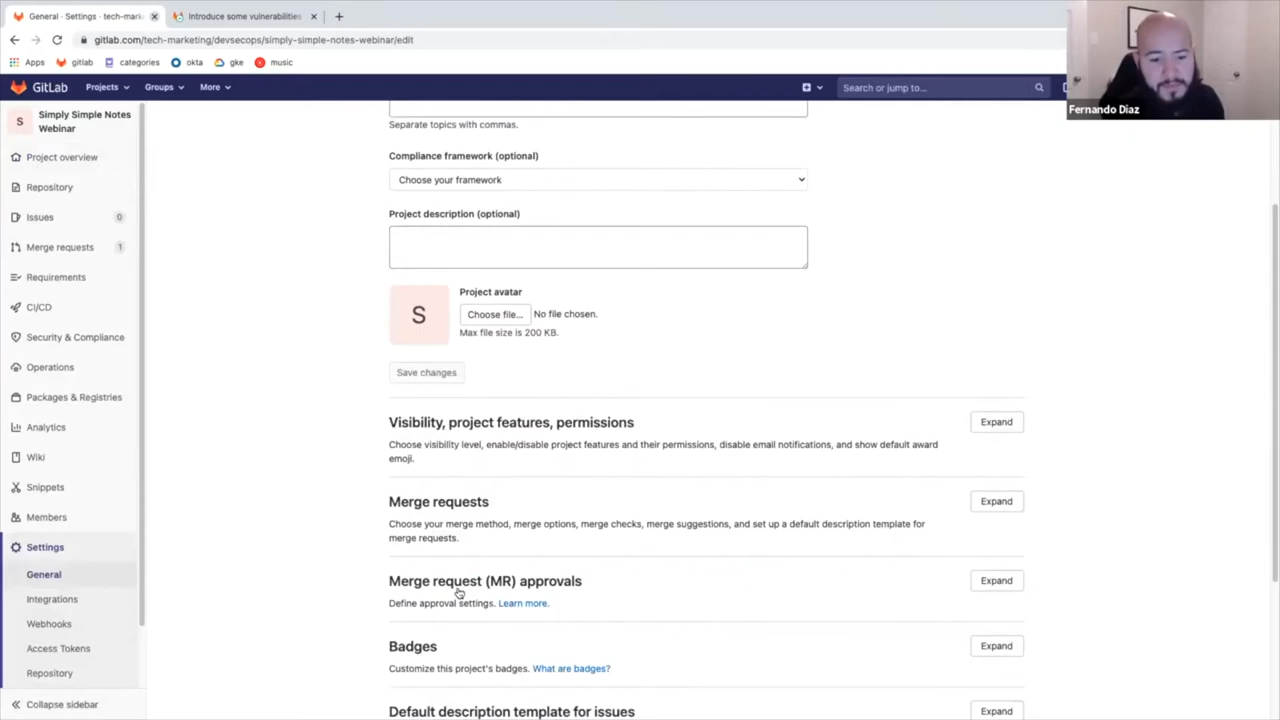 General · Settings · tech-mark
Introduce some vulnerabilities
gitlab.com/tech-marketing/devsecops/simply-simple-notes-webinar/edit
Apps
gitlab
categories
okta
gke
music
GitLab
Projects
Groups
More
Search or jump to...
Fernando Diaz
S
Simply Simple Notes
Webinar
Project overview
Repository
Issues
0
Merge requests
1
Requirements
CI/CD
Security & Compliance
Operations
Packages & Registries
Analytics
Wiki
Snippets
Members
Settings
General
Integrations
Webhooks
Access Tokens
Repository
Collapse sidebar
Separate topics with commas.
Compliance framework (optional)
Choose your framework
Project description (optional)
S
Project avatar
Choose file...
No file chosen.
Max file size is 200 KB.
Save changes
Visibility, project features, permissions
Expand
Choose visibility level, enable/disable project features and their permissions, disable email notifications, and show default award
emoji.
Merge requests
Expand
Choose your merge method, merge options, merge checks, merge suggestions, and set up a default description template for
merge requests.
Merge request (MR) approvals
Expand
Define approval settings. Learn more.
Badges
Expand
Customize this project's badges. What are badges?
Default description template for issues
Expand